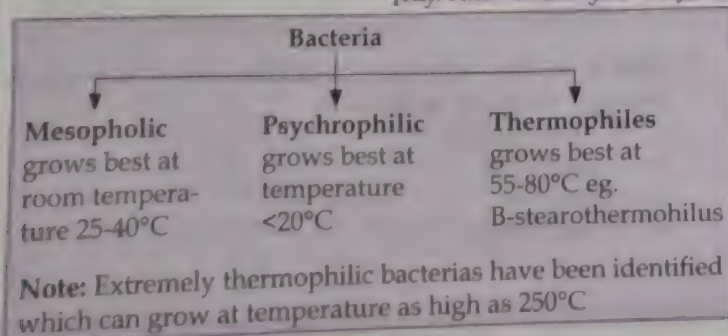 Bacteria
Mesopholic
grows best at
room tempera-
ture 25-40°C
Psychrophilic
grows best at
temperature
<20°C
Thermophiles
grows best at
55-80°C eg.
B-stearothermohilus
Note: Extremely thermophilic bacterias have been identified
which can grow at temperature as high as 250°C